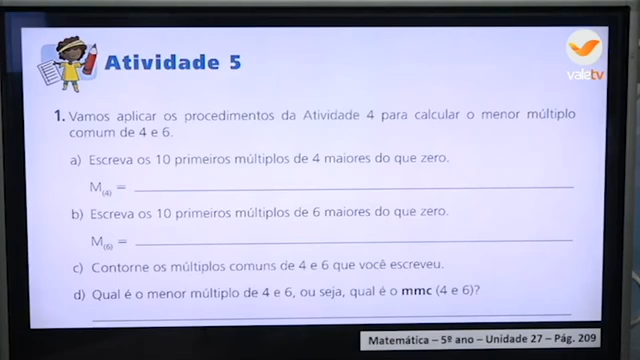 Atividade 5
valetv
1. Vamos aplicar os procedimentos da Atividade 4 para calcular o menor múltiplo
comum de 4 e 6.
a) Escreva os 10 primeiros múltiplos de 4 maiores do que zero.
M(4) =
b) Escreva os 10 primeiros múltiplos de 6 maiores do que zero.
M(6) =
c) Contorne os múltiplos comuns de 4 e 6 que você escreveu.
d) Qual é o menor múltiplo de 4 e 6, ou seja, qual é o mmc (4 e 6)?
Matemática – 5º ano – Unidade 27 – Pág. 209